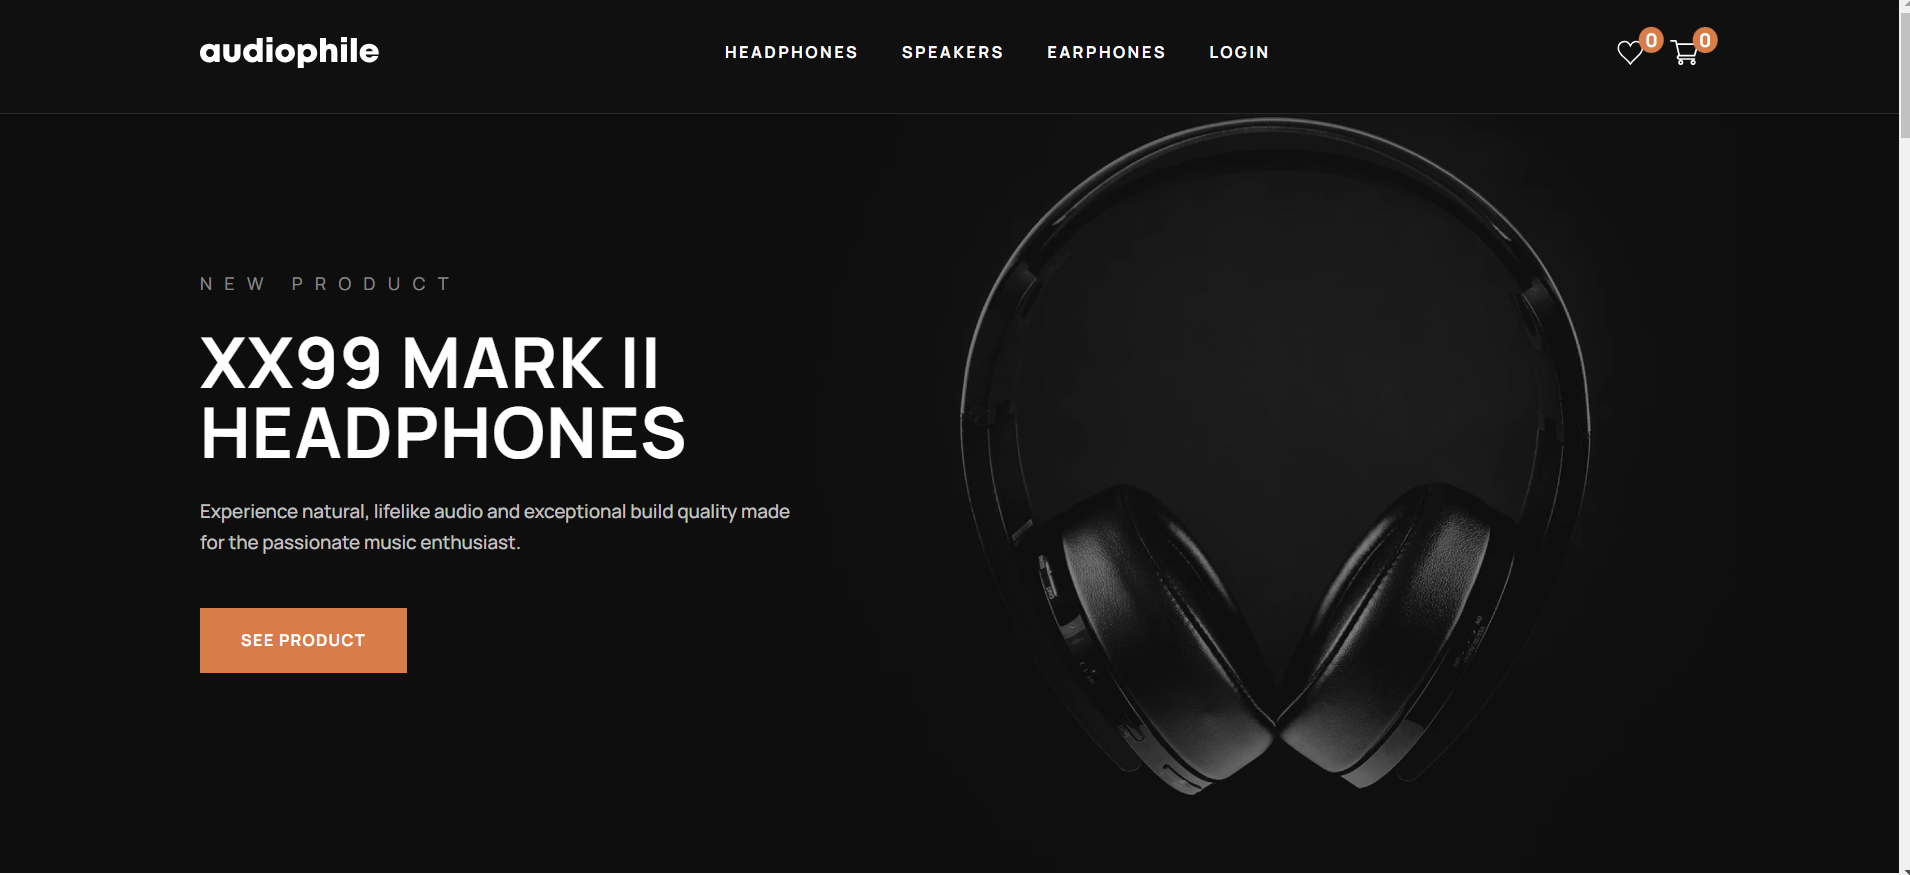 audiophile
HEADPHONES SPEAKERS EARPHONES LOGIN
0 0
NEW PRODUCT
XX99 MARK II
HEADPHONES
Experience natural, lifelike audio and exceptional build quality made
for the passionate music enthusiast.
SEE PRODUCT